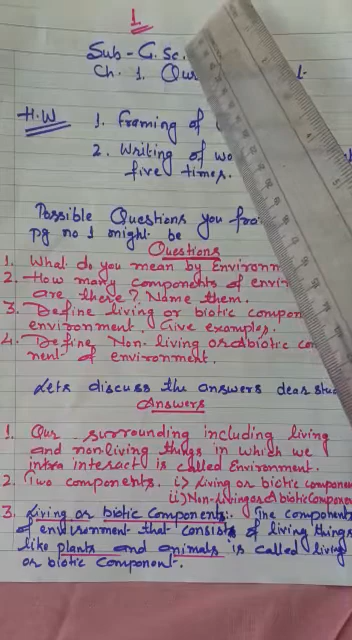 1.
Sub - G. Sc.
Ch. 1. Our
H.W 1. Framing of
2. Writing of wo
five times.
Possible Questions you from
pg no 1 might be
Questions
1. What do you mean by Environm
2. How many components of envir
are there? Name them.
3. Define living or biotic compon
environment. Give examples.
4. Define Non-living or abiotic co
nent of environment.
Lets discuss the answers dear stu
Answers
1. Our surrounding including living
and nonliving things in which we
interact is called Environment.
2. Two components. i> Living or biotic component
ii) Non-living or Abiotic Compone
3. Living or biotic Components:- The component
of environment that consists of living things
like plants and animals is called living
or biotic component.